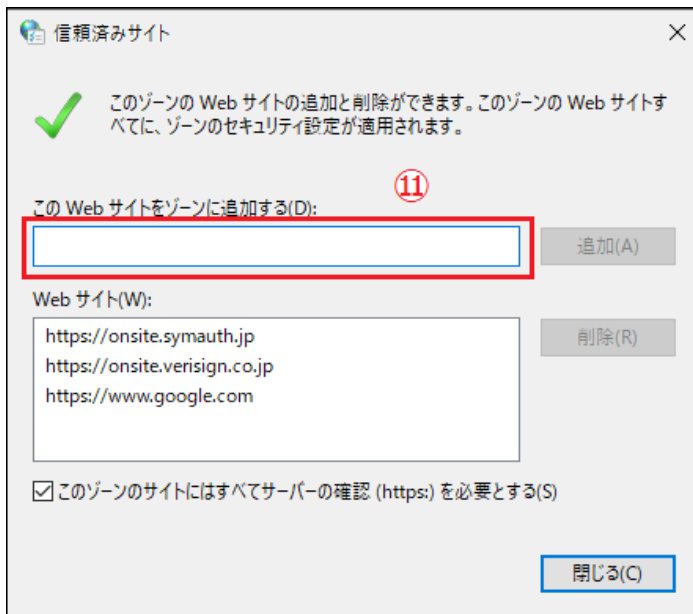 信頼済みサイト
このゾーンの Web サイトの追加と削除ができます。このゾーンの Web サイトす
べてに、ゾーンのセキュリティ設定が適用されます。
⑪
この Web サイトをゾーンに追加する(D):
追加(A)
Web サイト(W):
https://onsite.symauth.jp
削除(R)
https://onsite.verisign.co.jp
https://www.google.com
このゾーンのサイトにはすべてサーバーの確認 (https:) を必要とする(S)
閉じる(C)